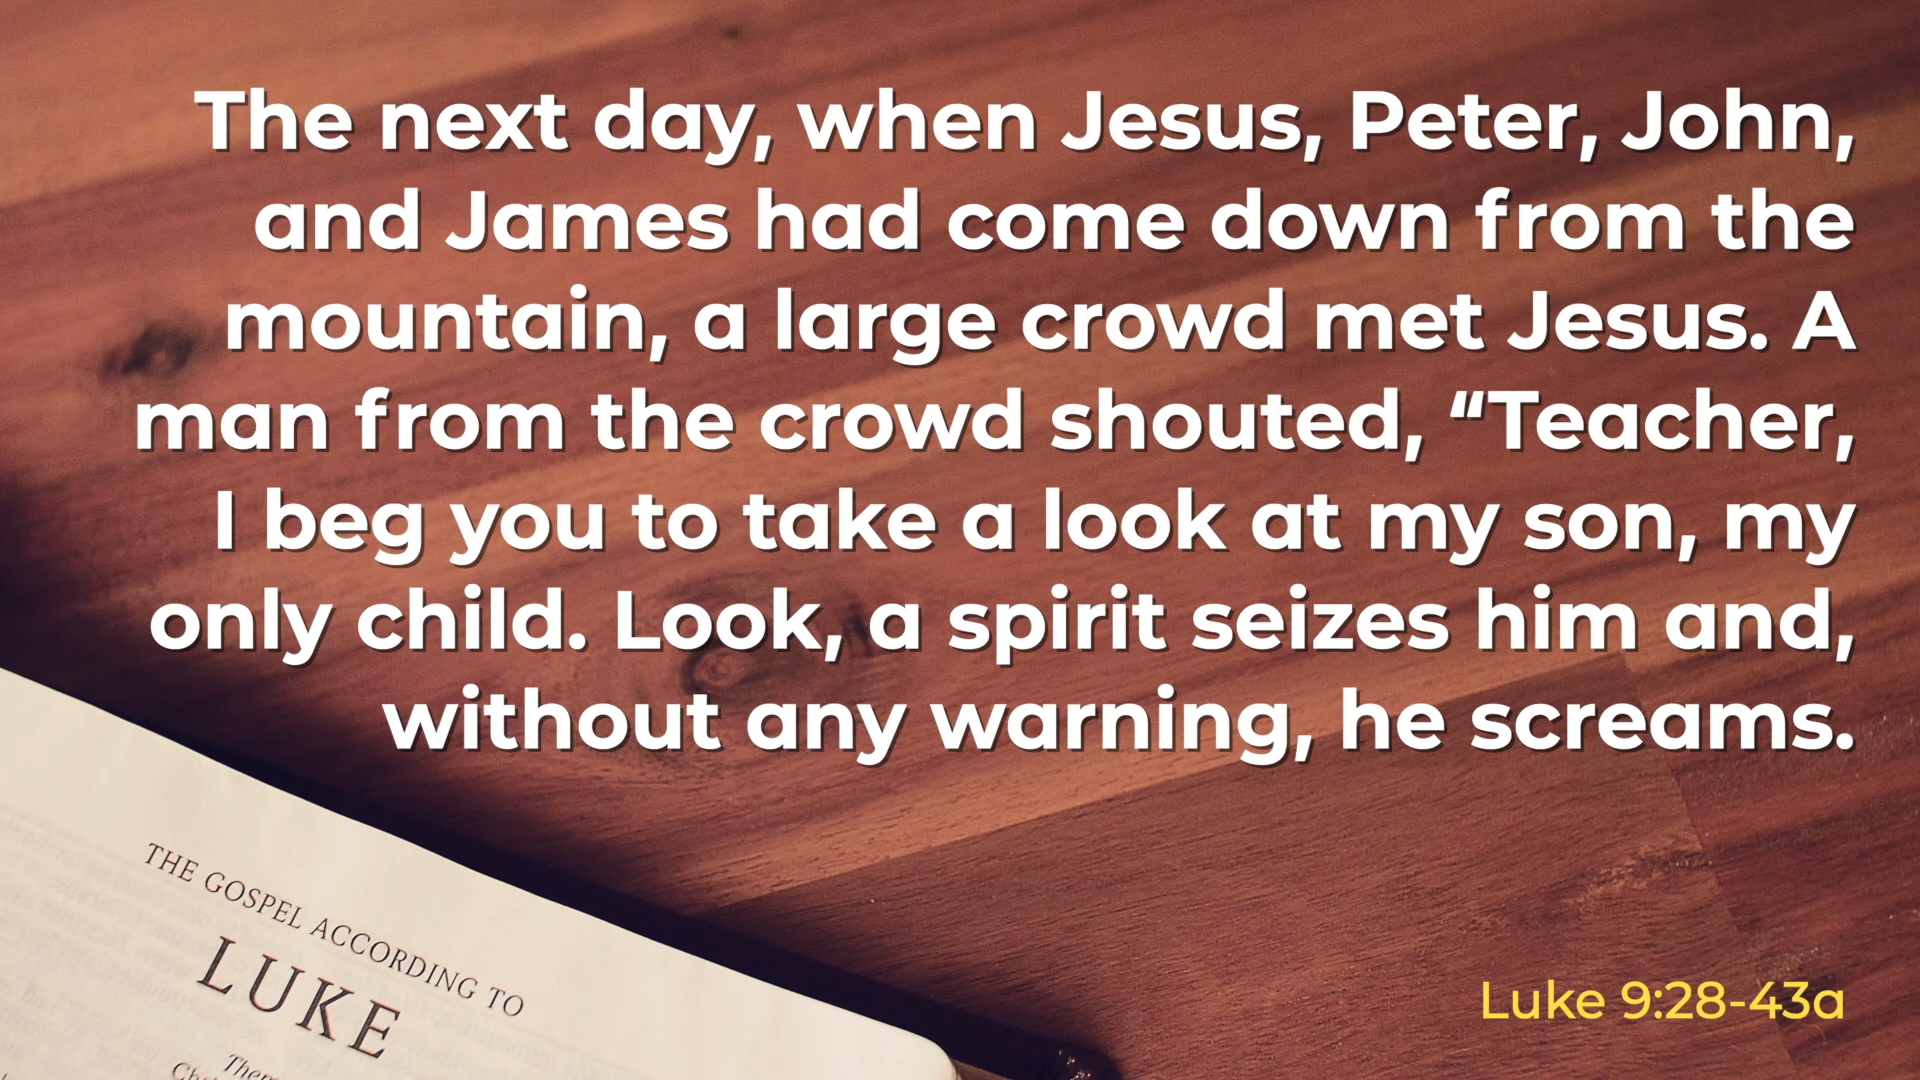 The next day, when Jesus, Peter, John,
and James had come down from the
mountain, a large crowd met Jesus. A
man from the crowd shouted, “Teacher,
I beg you to take a look at my son, my
only child. Look, a spirit seizes him and,
without any warning, he screams.
THE GOSPEL ACCORDING TO
LUKE
Luke 9:28-43a